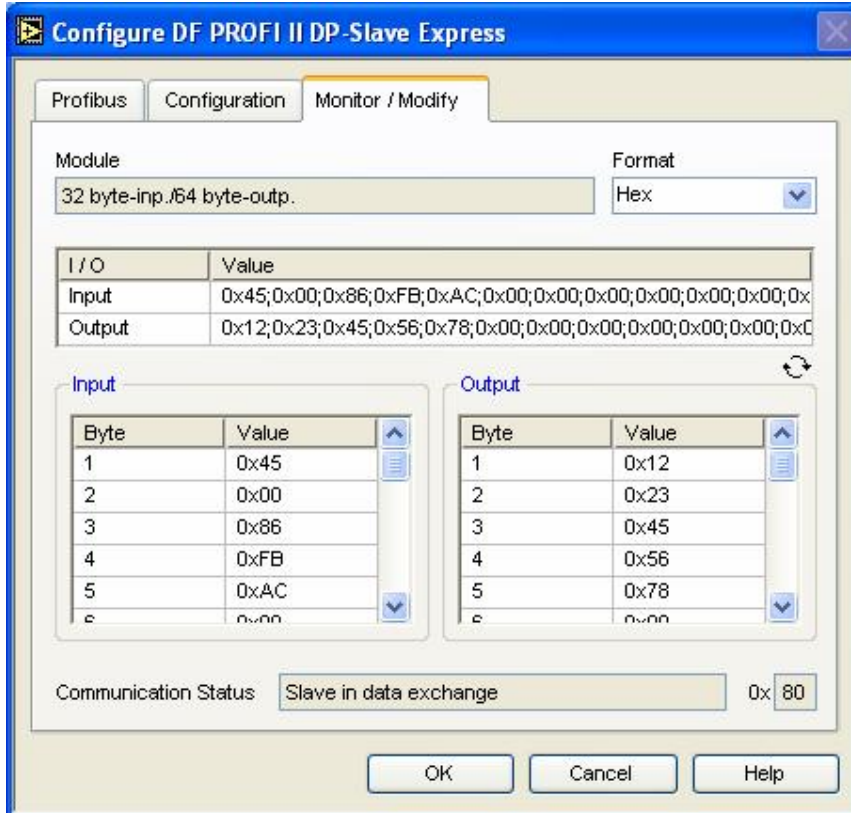 Configure DF PROFI II DP-Slave Express
Profibus Configuration Monitor / Modify
Module Format
32 byte-inp./64 byte-outp. Hex
I / O Value
Input 0x45;0x00;0x86;0xFB;0xAC;0x00;0x00;0x00;0x00;0x00;0x00;0x
Output 0x12;0x23;0x45;0x56;0x78;0x00;0x00;0x00;0x00;0x00;0x00;0x0
Input Output
Byte Value Byte Value
1 0x45 1 0x12
2 0x00 2 0x23
3 0x86 3 0x45
4 0xFB 4 0x56
5 0xAC 5 0x78
6 0x00 6 0x00
Communication Status Slave in data exchange 0x 80
OK Cancel Help